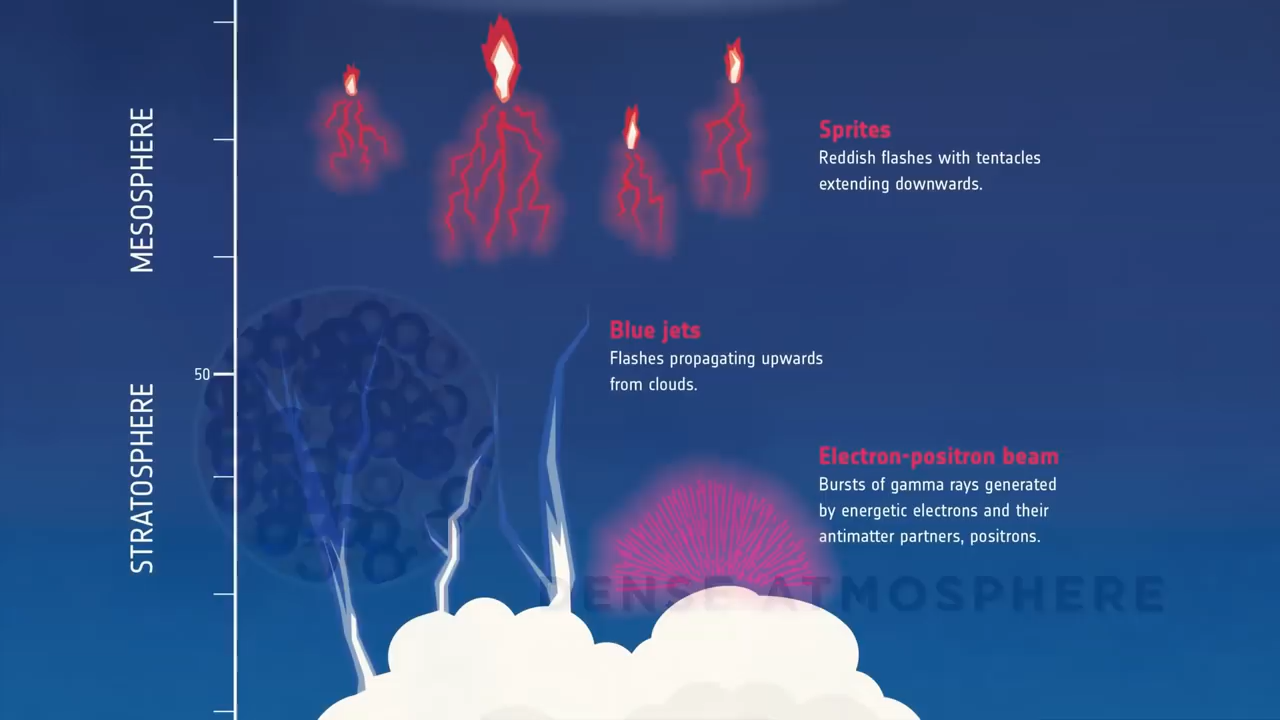 MESOSPHERE
Sprites
Reddish flashes with tentacles
extending downwards.
Blue jets
Flashes propagating upwards
from clouds.
50
STRATOSPHERE
Electron-positron beam
Bursts of gamma rays generated
by energetic electrons and their
antimatter partners, positrons.
DENSE ATMOSPHERE